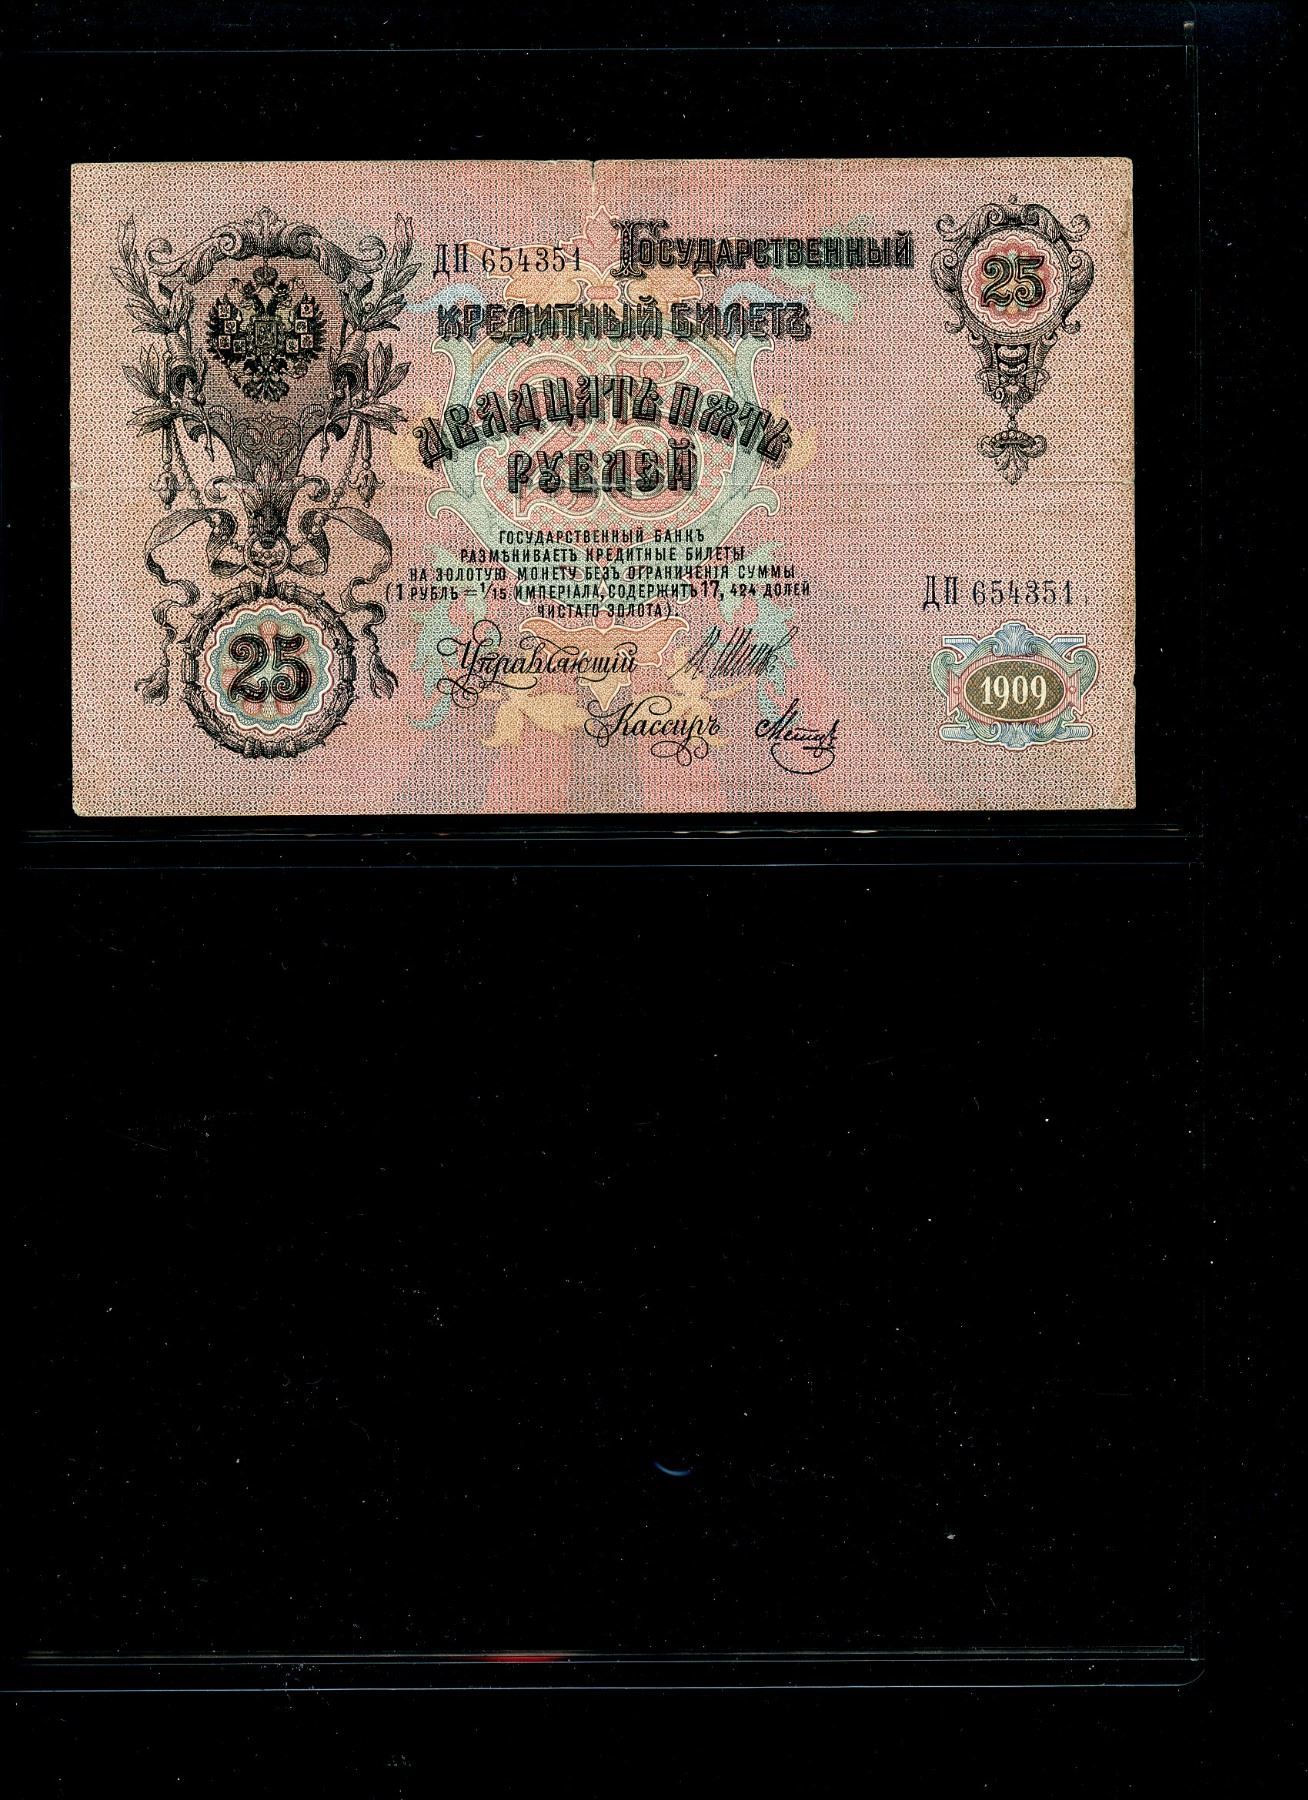 ДП 654351 Государственный
25
кредитный билетъ
двадцать пять
рублей
государственный банкъ
размѣниваетъ кредитные билеты
на золотую монету безъ ограниченія суммы
(1 рубль = 1/15 имперіала, содержитъ 17,424 долей
чистаго золота).
ДП 654351
Управляющій
25
1909
Кассиръ